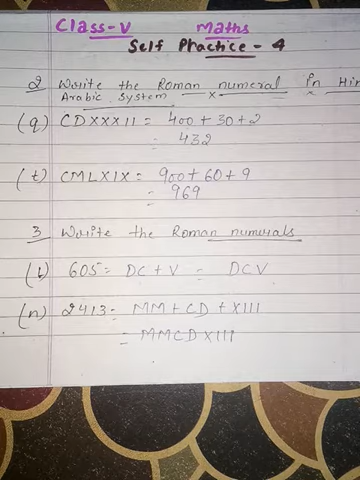 Class-V Maths
Self Practice - 4
2 Write the Roman numeral in Hin
Arabic System
(q) CDXXXII = 400 + 30 + 2
= 432
(t) CMLXIX = 900 + 60 + 9
= 969
3 Write the Roman numerals
(l) 605 = DC + V = DCV
(n) 2413 = MM + CD + XIII
= MMCDXIII